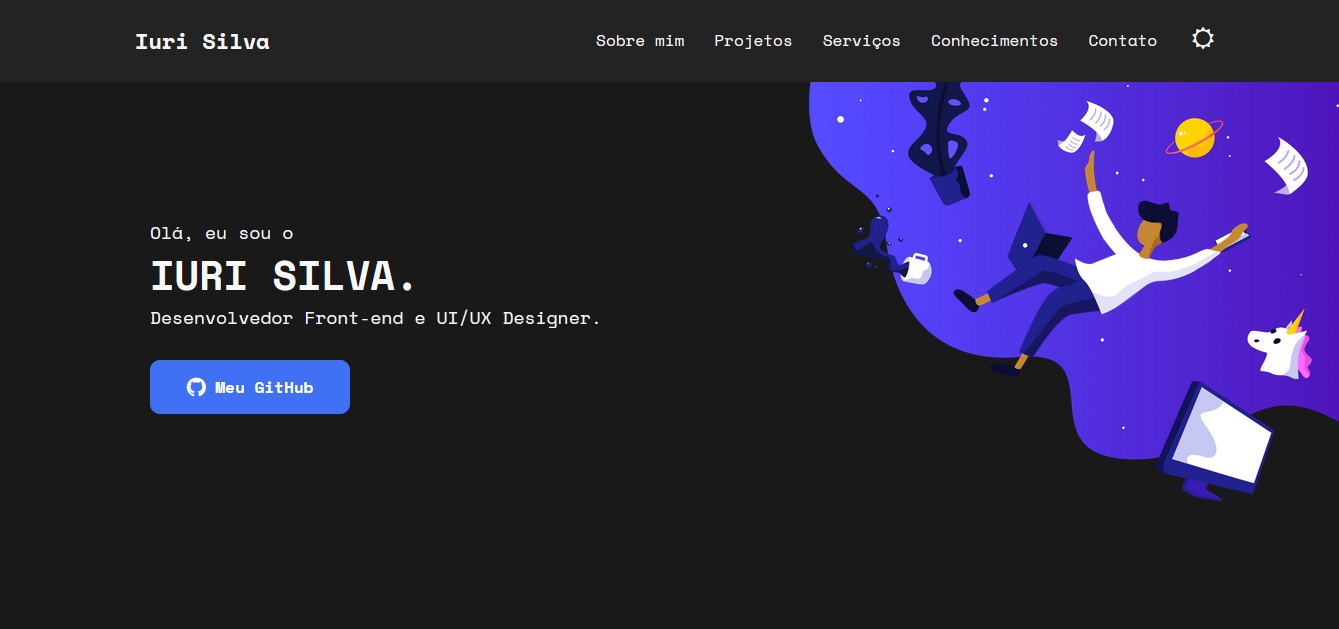 Iuri Silva
Sobre mim Projetos Serviços Conhecimentos Contato
Olá, eu sou o
IURI SILVA.
Desenvolvedor Front-end e UI/UX Designer.
Meu GitHub